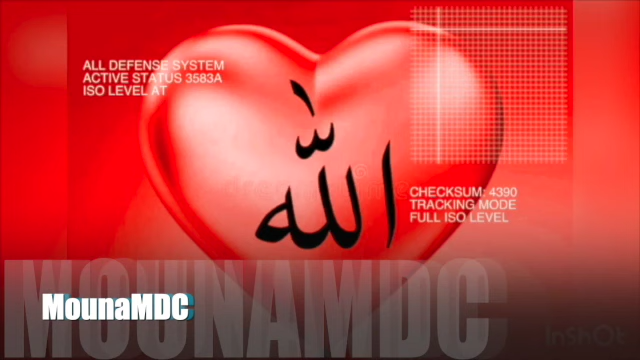 ALL DEFENSE SYSTEM
ACTIVE STATUS 3583A
ISO LEVEL AT
الله
CHECKSUM: 4390
TRACKING MODE
FULL ISO LEVEL
MOUNAMDC
MounaMDC
InShOt